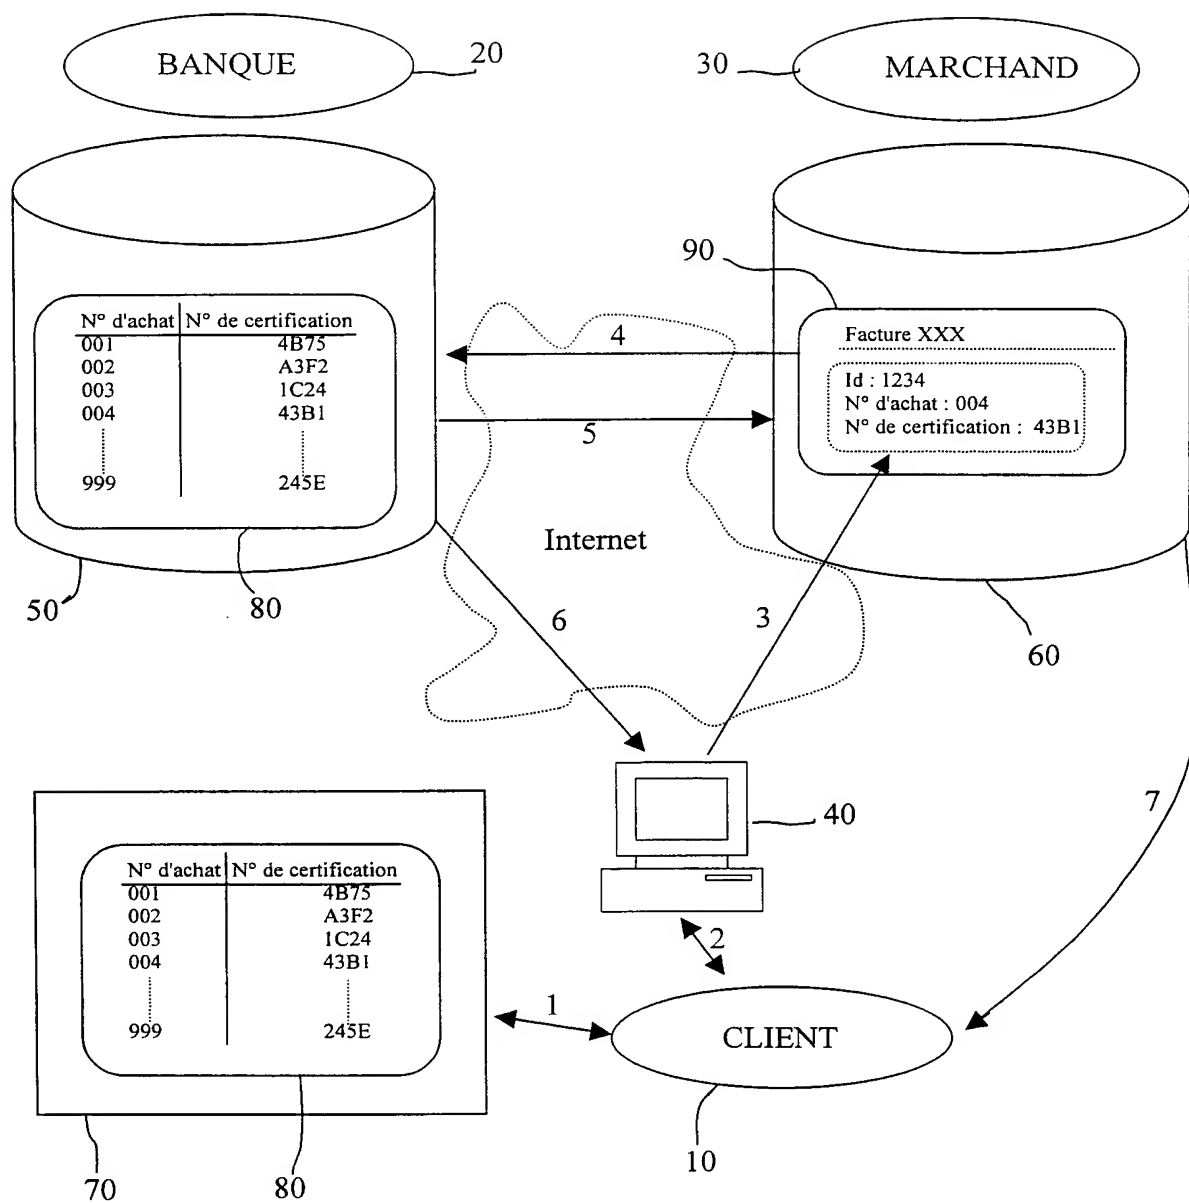 BANQUE
20
30
MARCHAND
90
N° d'achat N° de certification
001 4B75
002 A3F2
003 1C24
004 43B1
999 245E
4
5
Facture XXX
Id : 1234
N° d'achat : 004
N° de certification : 43B1
Internet
50
80
6
3
60
40
7
N° d'achat N° de certification
001 4B75
002 A3F2
003 1C24
004 43B1
999 245E
2
1
CLIENT
70
80
10